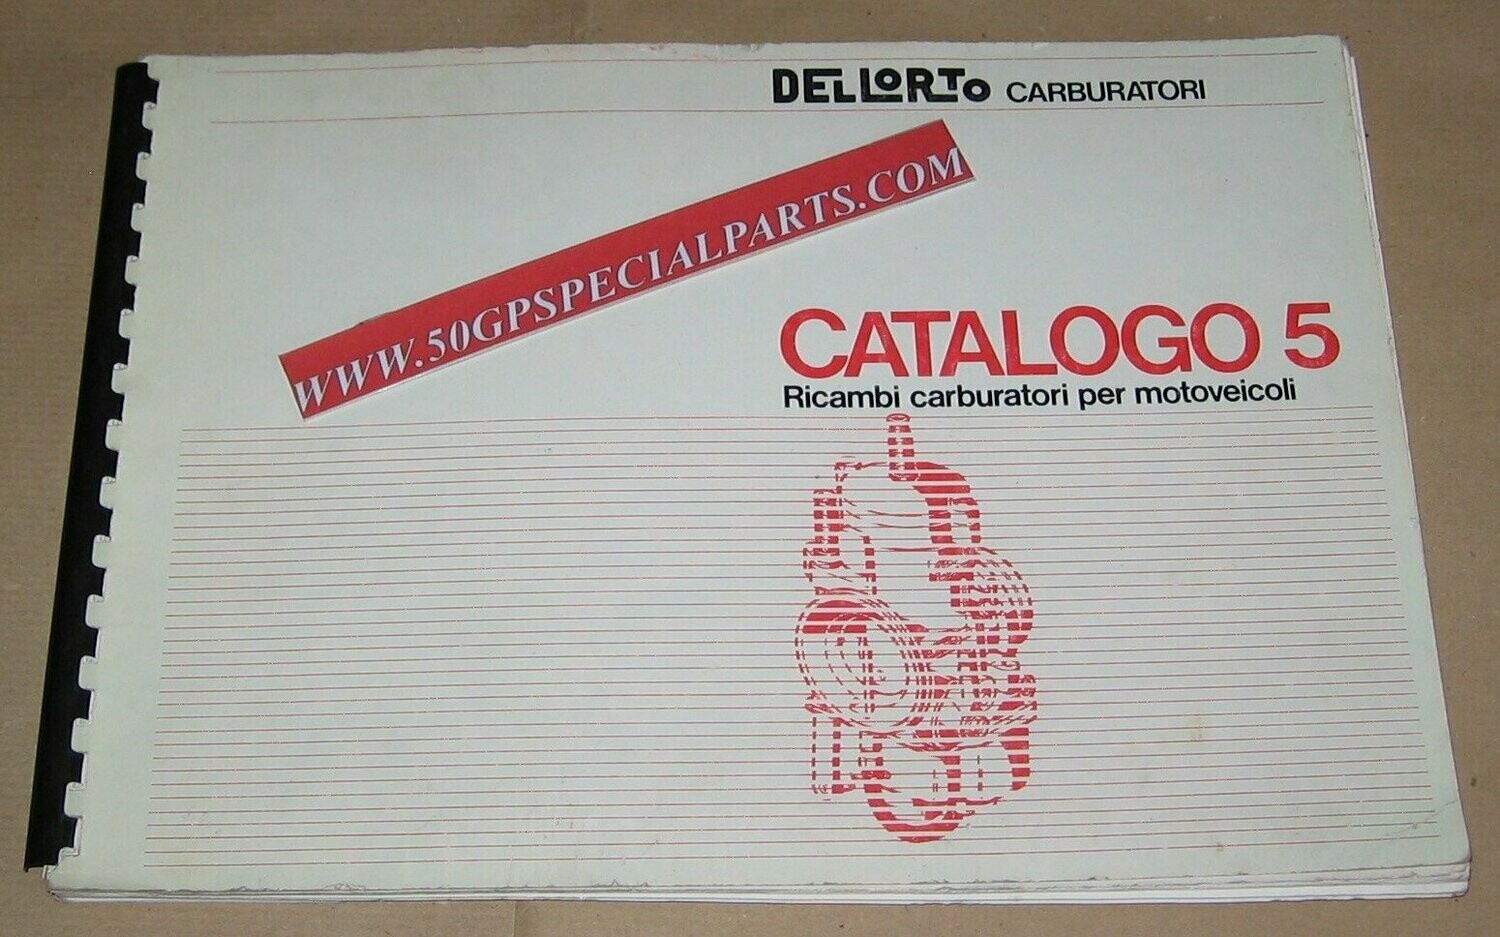 DELLORTO CARBURATORI
WWW.50GPSPECIALPARTS.COM
CATALOGO 5
Ricambi carburatori per motoveicoli